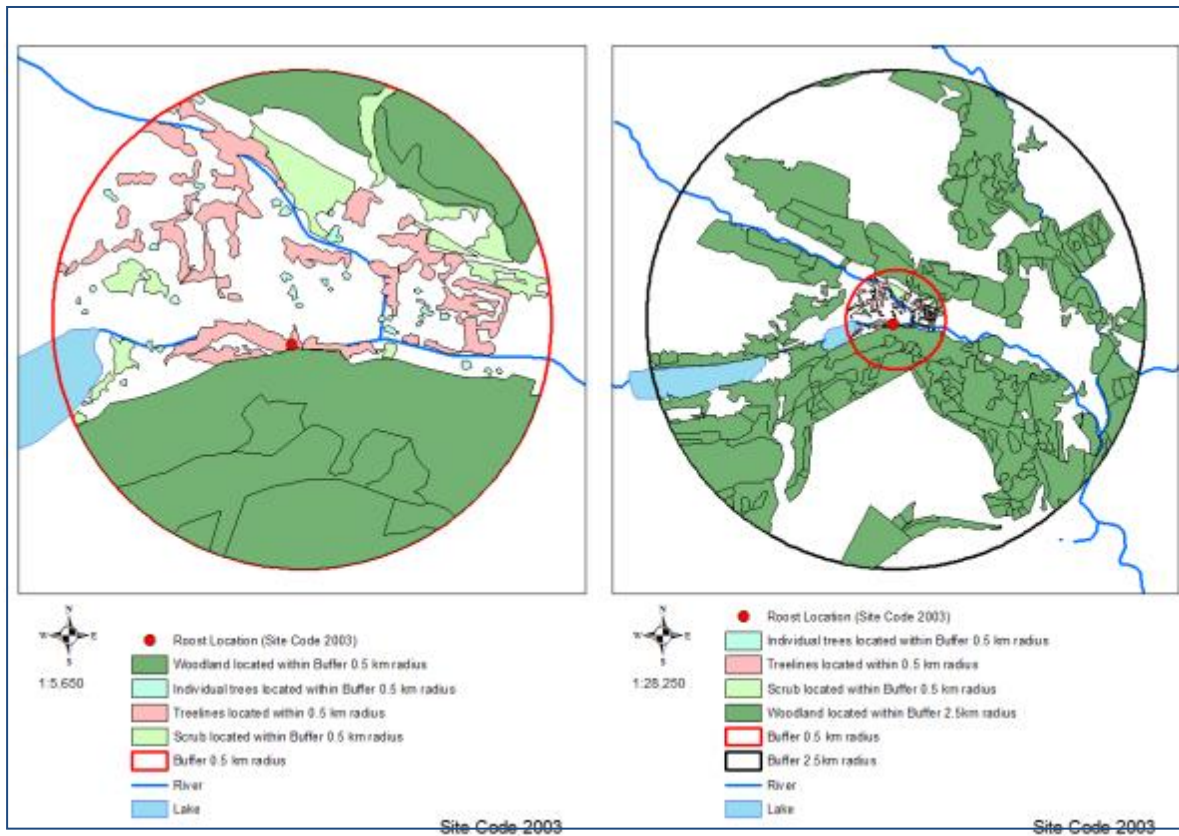 N
W E
S
1:5,650
Roost Location (Site Code 2003)
Woodland located within Buffer 0.5 km radius
Individual trees located within Buffer 0.5 km radius
Treelines located within 0.5 km radius
Scrub located within Buffer 0.5 km radius
Buffer 0.5 km radius
River
Lake
Site Code 2003
N
W E
S
1:28,250
Roost Location (Site Code 2003)
Individual trees located within Buffer 0.5 km radius
Treelines located within 0.5 km radius
Scrub located within Buffer 0.5 km radius
Woodland located within Buffer 2.5km radius
Buffer 0.5 km radius
Buffer 2.5km radius
River
Lake
Site Code 2003